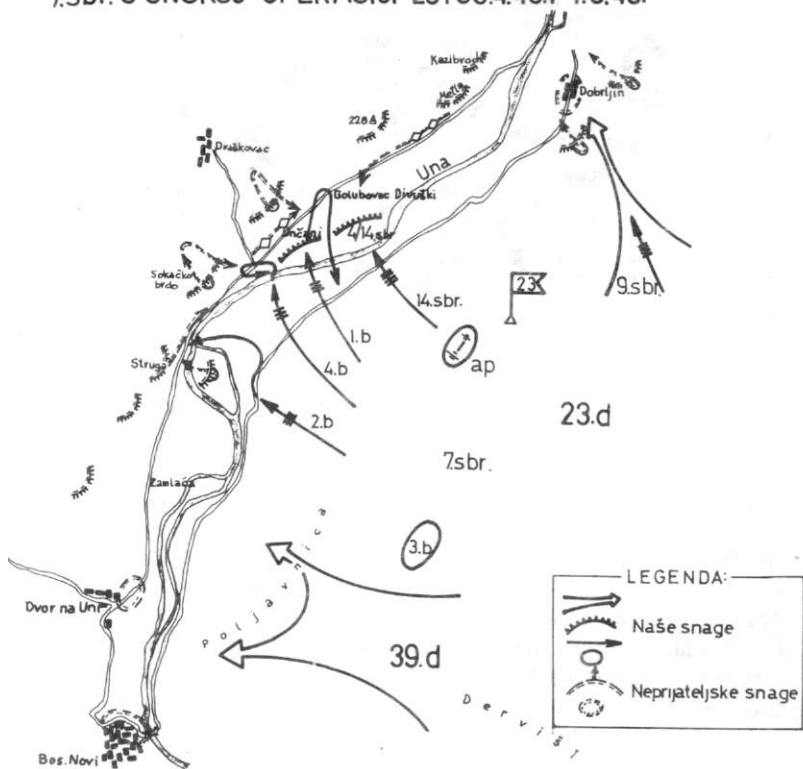 Kazibrod
Dobrljin
228
Draškovac
Una
Golubovac Divuški
4/14.sbr
Unčani
Sokačko
brdo
14.sbr.
23
9.sbr.
1.b
4.b
ap
Struga
2.b
23.d
7.sbr.
Zamlača
3.b
Poljavnica
Dvor na Uni
39.d
LEGENDA:
Naše snage
Neprijateljske snage
Bos. Novi